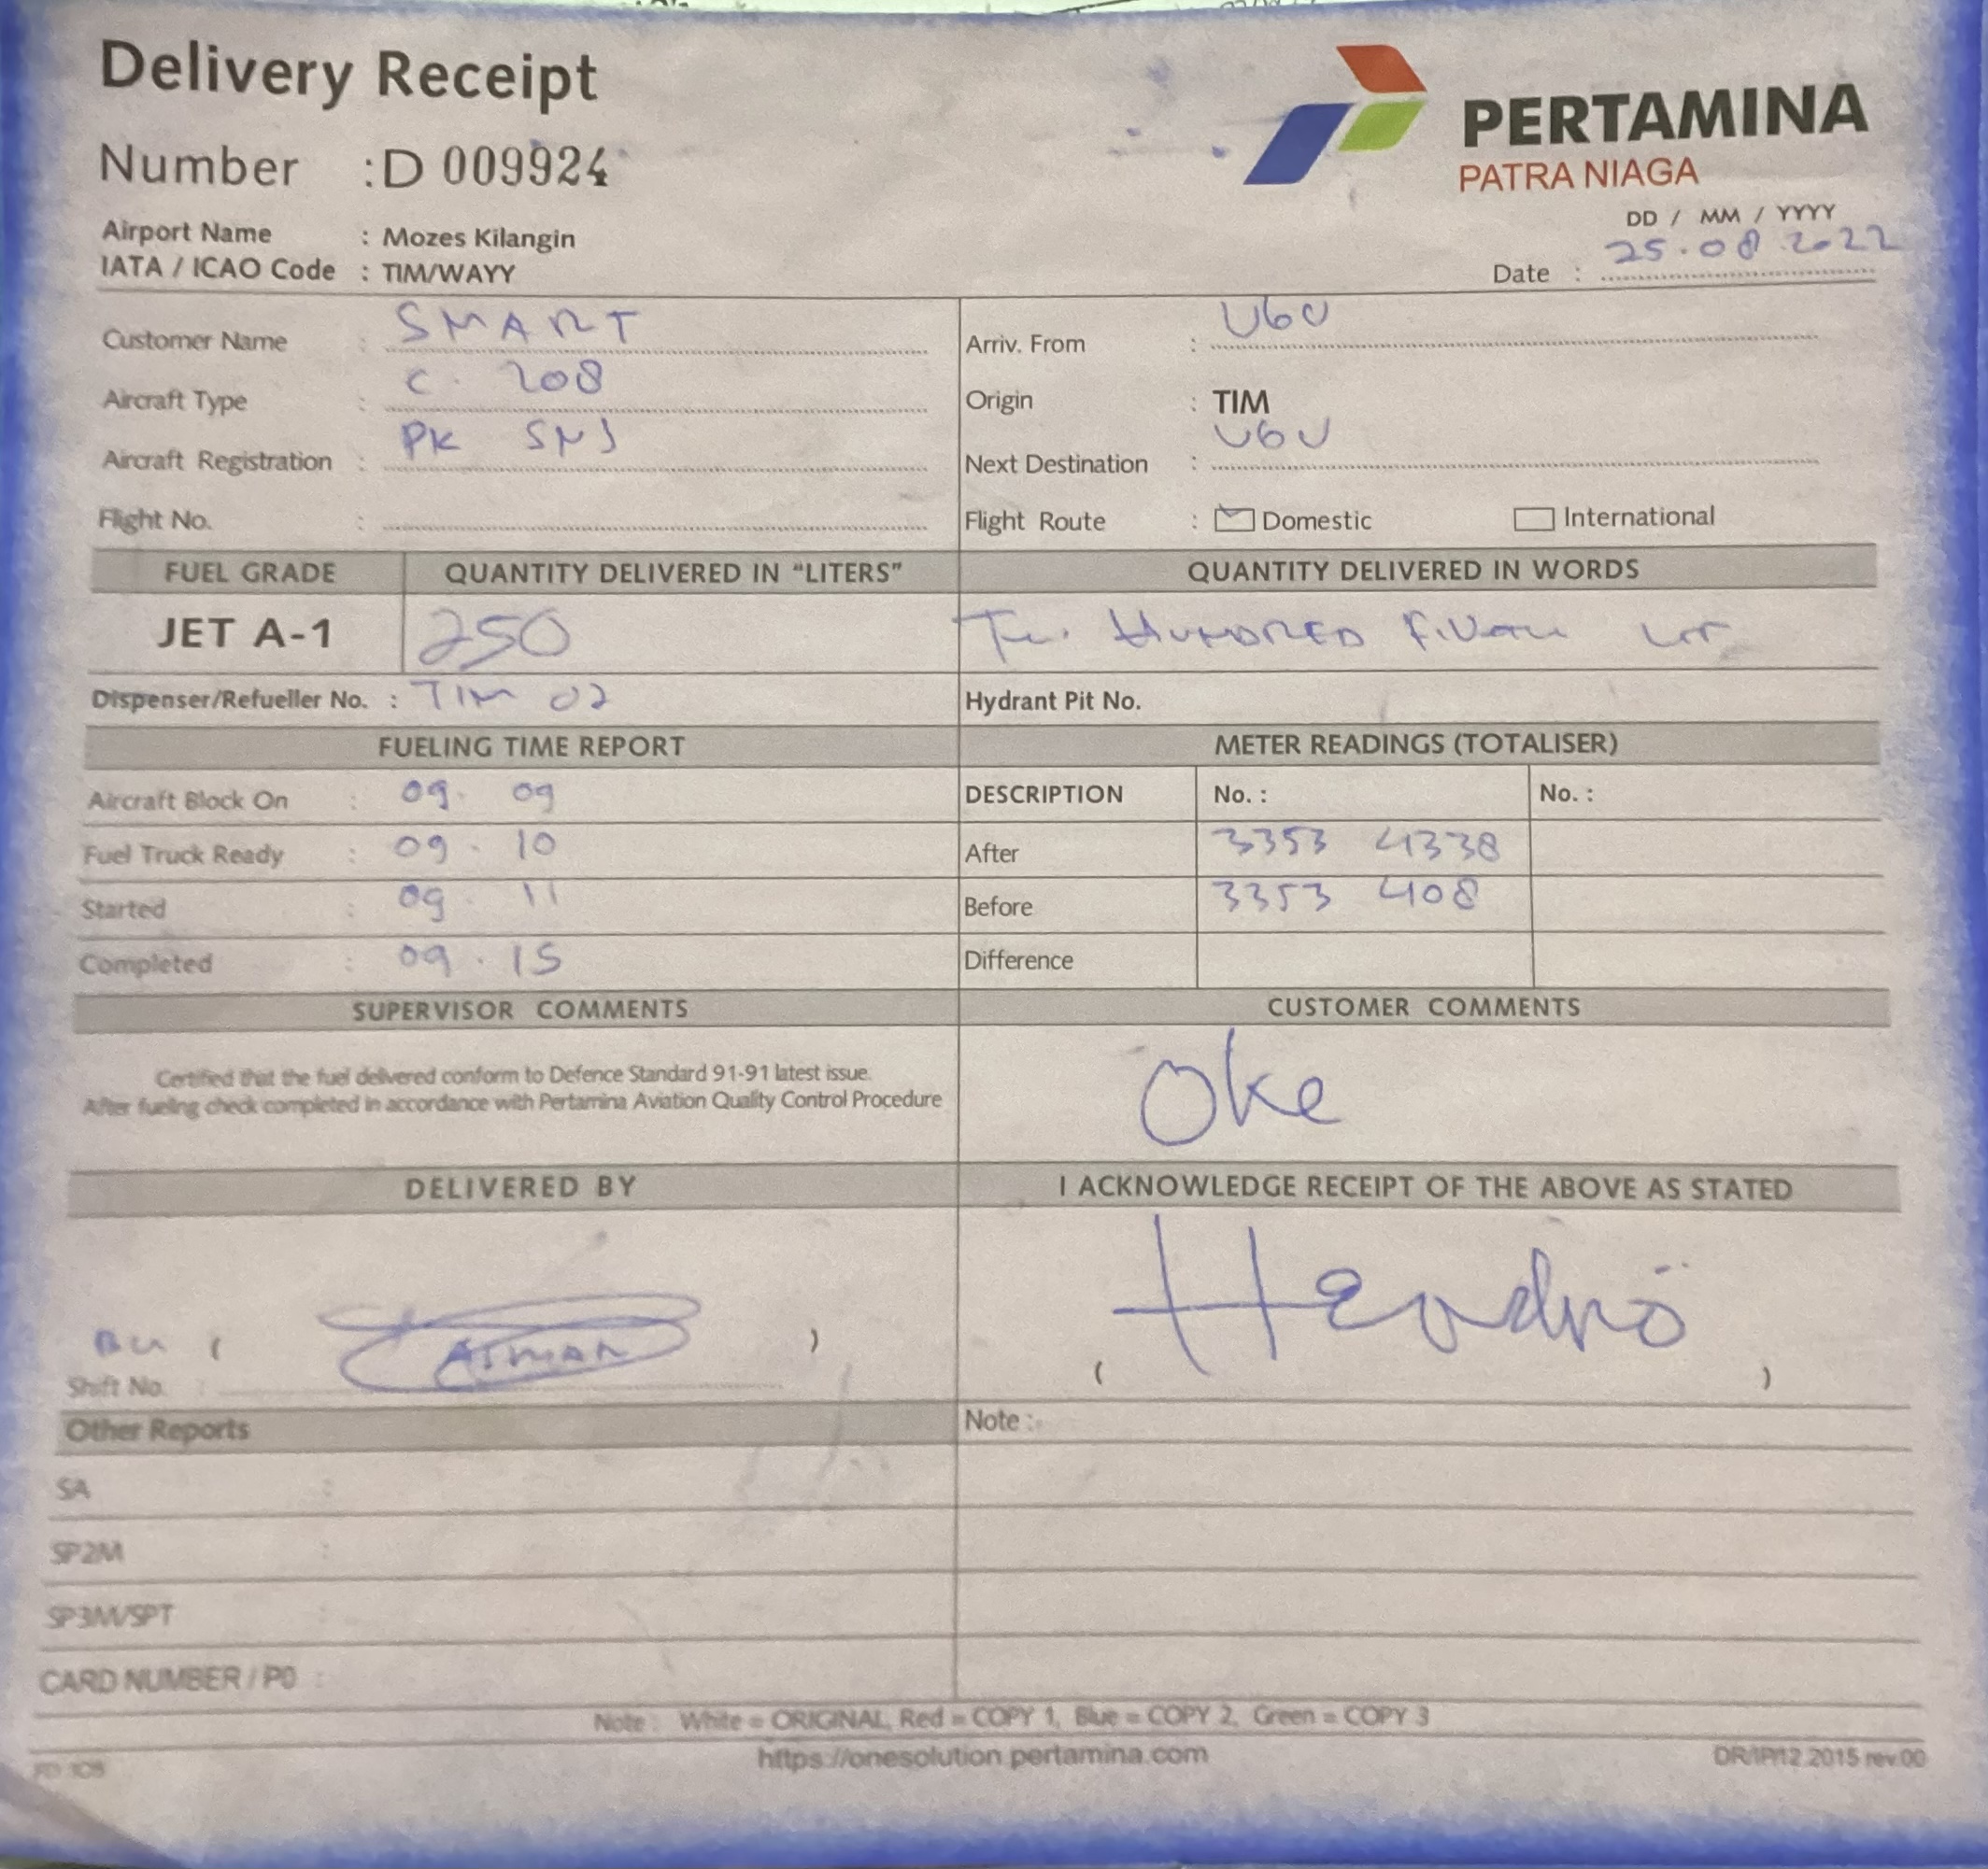 Delivery Receipt
PERTAMINA
PATRA NIAGA
Number : D 009924
Airport Name : Mozes Kilangin
IATA / ICAO Code : TIM/WAYY
DD / MM / YYYY
Date : 25.08.2022
Customer Name : SMART
Arriv. From : UGU
Aircraft Type : C. 208
Origin : TIM
Aircraft Registration : PK
Next Destination : UGU
Flight No. :
Flight Route : Domestic International
FUEL GRADE QUANTITY DELIVERED IN "LITERS" QUANTITY DELIVERED IN WORDS
JET A-1 250 HUNDRED
Dispenser/Refueller No. : TIM 02 Hydrant Pit No.
FUELING TIME REPORT METER READINGS (TOTALISER)
Aircraft Block On : 09. 09 DESCRIPTION No. : No. :
Fuel Truck Ready : 09. 10 After 3353 4338
Started : 09. 11 Before 3353 408
Completed : 09. 15 Difference
SUPERVISOR COMMENTS CUSTOMER COMMENTS
Certified that the fuel delivered conform to Defence Standard 91-91 latest issue.
After fueling check completed in accordance with Pertamina Aviation Quality Control Procedure
Oke
DELIVERED BY I ACKNOWLEDGE RECEIPT OF THE ABOVE AS STATED
( )
( Hendro )
Shift No. :
Other Reports Note :
SA :
SP2M :
SP3M/SPT :
CARD NUMBER / PO :
Note : White = ORIGINAL, Red = COPY 1, Blue = COPY 2, Green = COPY 3
https://onesolution.pertamina.com
DR/IP/12.2015 rev.00